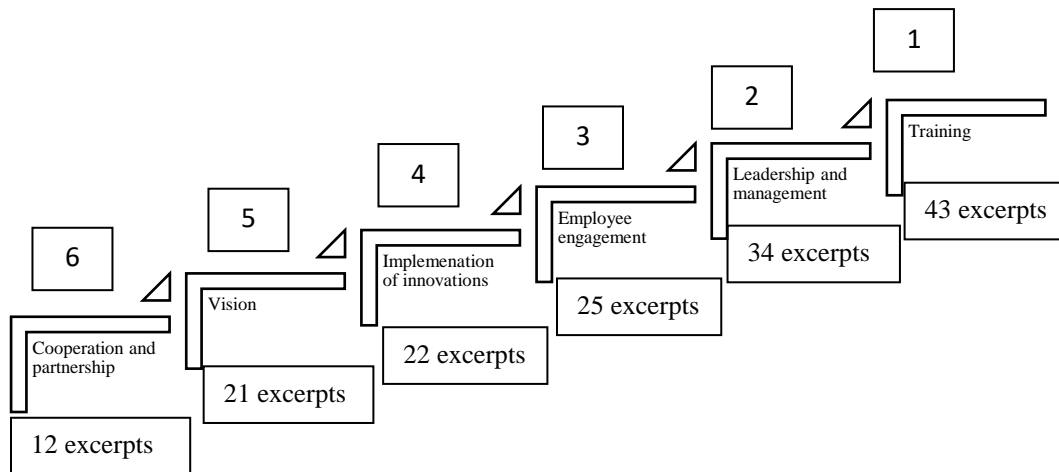 1
Training
43 excerpts
2
Leadership and
management
34 excerpts
3
Employee
engagement
25 excerpts
4
Implemenation
of innovations
22 excerpts
5
Vision
21 excerpts
6
Cooperation and
partnership
12 excerpts